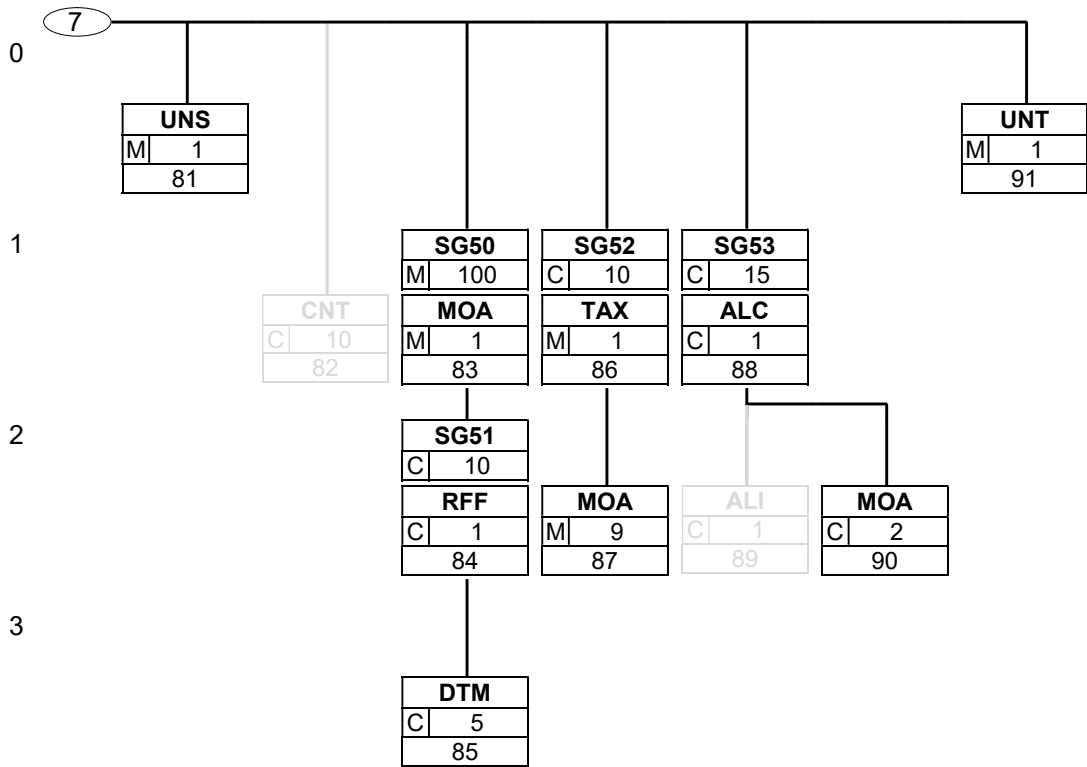 7
0
UNS
M 1
81
UNT
M 1
91
1
SG50
M 100
SG52
C 10
SG53
C 15
CNT
C 10
82
MOA
M 1
83
TAX
M 1
86
ALC
C 1
88
2
SG51
C 10
RFF
C 1
84
MOA
M 9
87
ALI
C 1
89
MOA
C 2
90
3
DTM
C 5
85